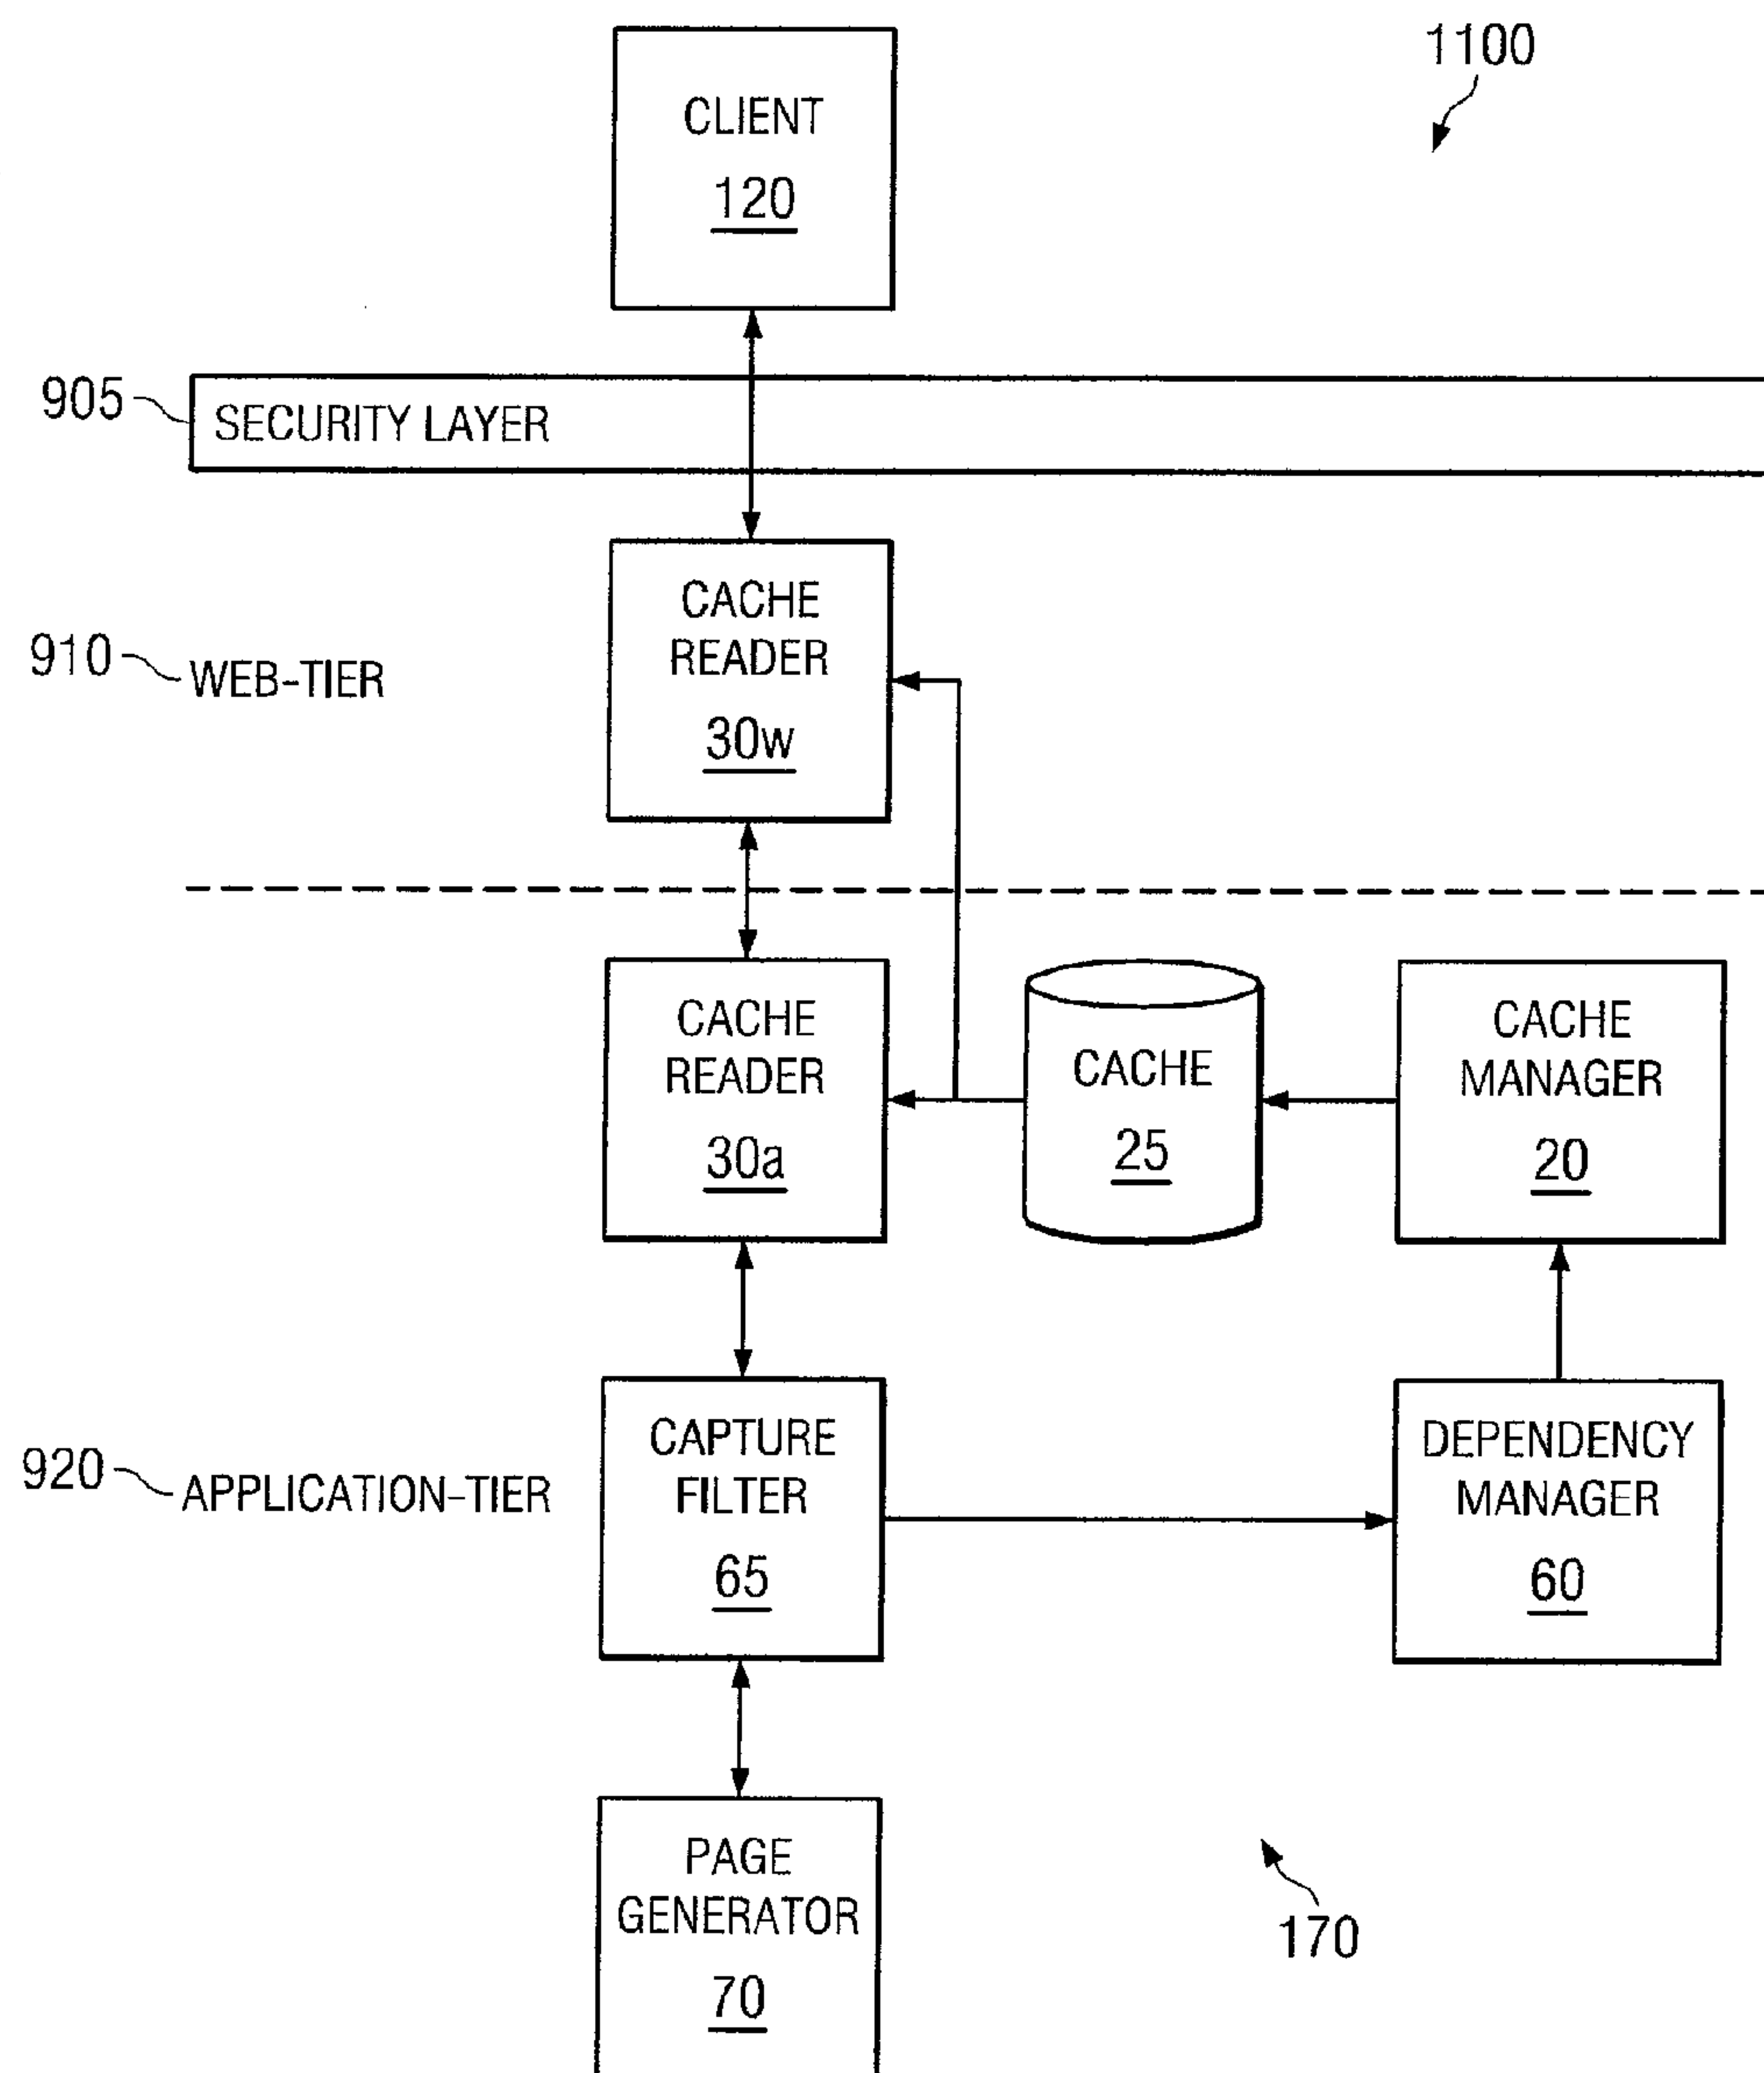 1100
CLIENT
120
905
SECURITY LAYER
CACHE
READER
30w
910
WEB-TIER
CACHE
READER
30a
CACHE
25
CACHE
MANAGER
20
920
APPLICATION-TIER
CAPTURE
FILTER
65
DEPENDENCY
MANAGER
60
PAGE
GENERATOR
70
170